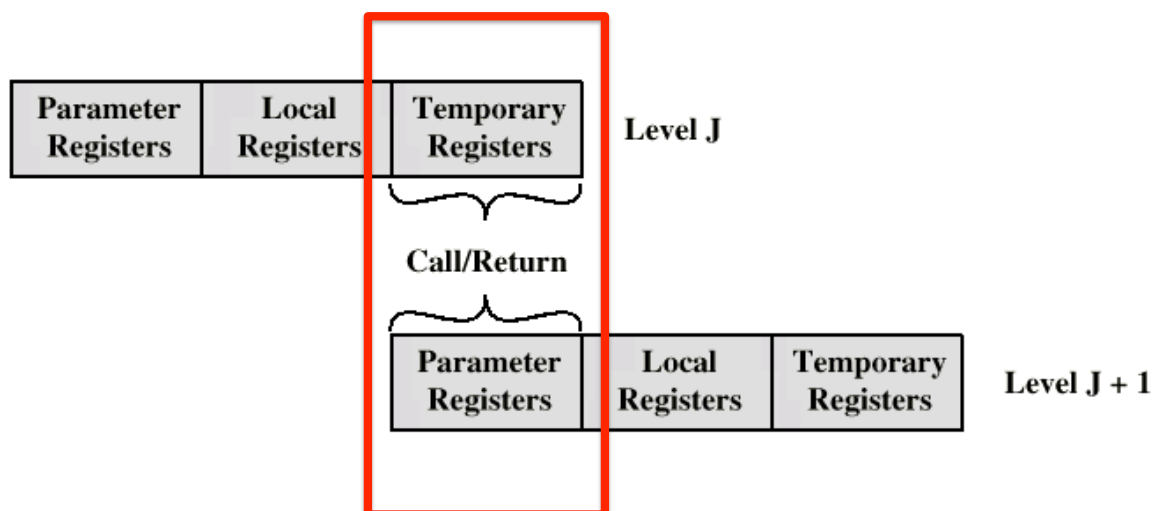 Parameter
Registers
Local
Registers
Temporary
Registers
Level J
Call/Return
Parameter
Registers
Local
Registers
Temporary
Registers
Level J + 1